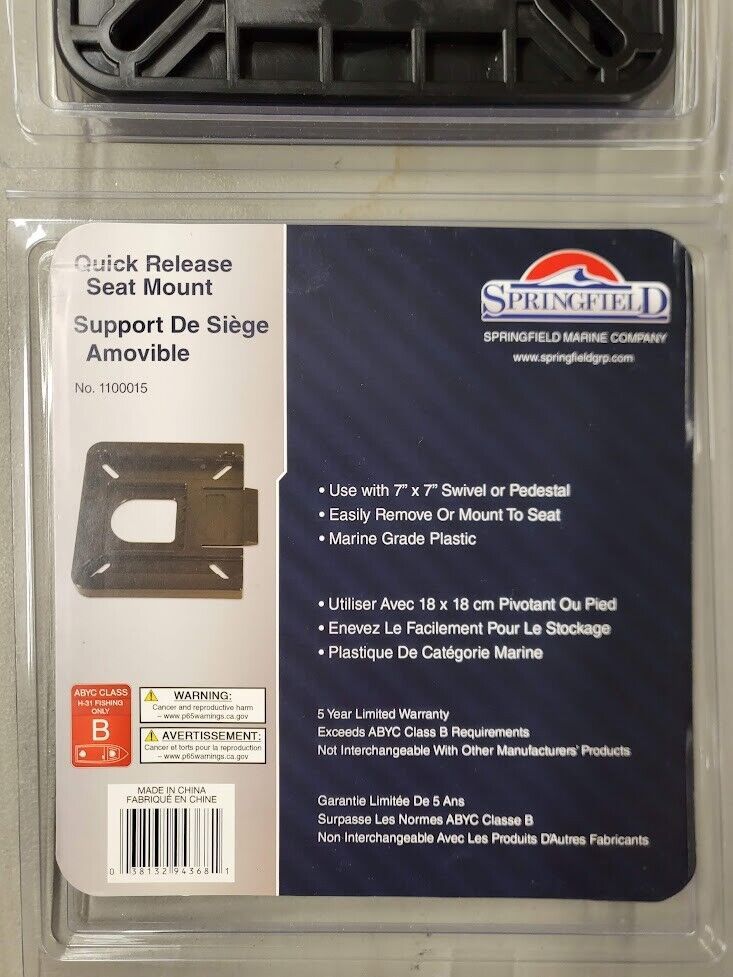 Quick Release
Seat Mount
Support De Siège
Amovible
No. 1100015
SPRINGFIELD
SPRINGFIELD MARINE COMPANY
www.springfieldgrp.com
• Use with 7" x 7" Swivel or Pedestal
• Easily Remove Or Mount To Seat
• Marine Grade Plastic
• Utiliser Avec 18 x 18 cm Pivotant Ou Pied
• Enevez Le Facilement Pour Le Stockage
• Plastique De Catégorie Marine
ABYC CLASS
H-31 FISHING
ONLY
B
WARNING:
Cancer and reproductive harm
– www.p65warnings.ca.gov
AVERTISSEMENT:
Cancer et torts pour la reproduction
– www.p65warnings.ca.gov
5 Year Limited Warranty
Exceeds ABYC Class B Requirements
Not Interchangeable With Other Manufacturers' Products
Garantie Limitée De 5 Ans
Surpasse Les Normes ABYC Classe B
Non Interchangeable Avec Les Produits D'Autres Fabricants
MADE IN CHINA
FABRIQUÉ EN CHINE
0 38132 94368 1